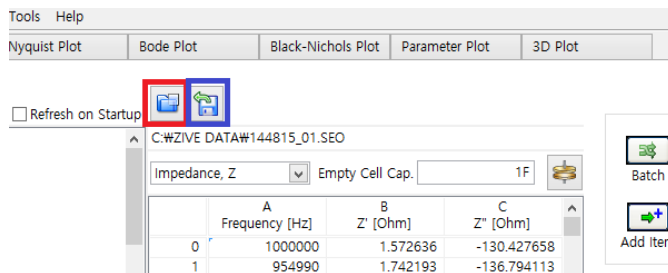 Tools Help
Nyquist Plot Bode Plot Black-Nichols Plot Parameter Plot 3D Plot
Refresh on Startup
C:₩ZIVE DATA₩144815_01.SEO
Impedance, Z Empty Cell Cap. 1F
Batch
A B C
Frequency [Hz] Z' [Ohm] Z" [Ohm]
Add Iter
0 1000000 1.572636 -130.427658
1 954990 1.742193 -136.794113